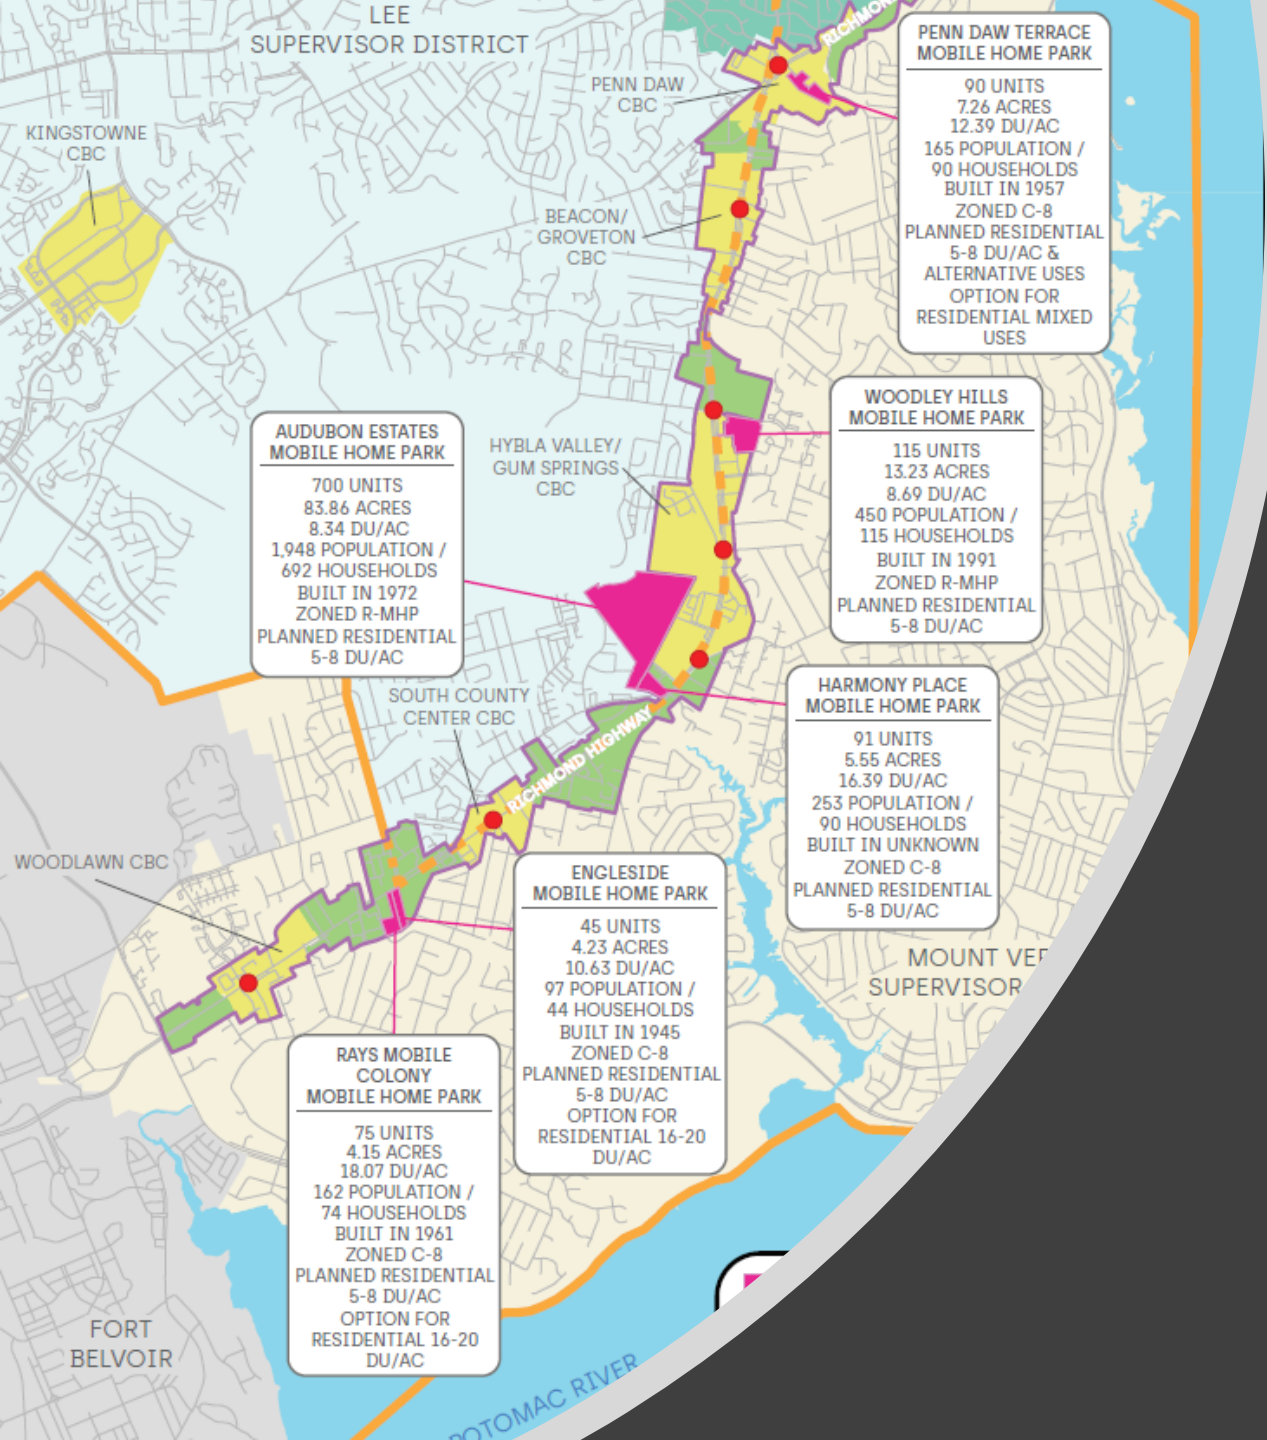 LEE
SUPERVISOR DISTRICT
RICHMON
PENN DAW
CBC
KINGSTOWNE
CBC
PENN DAW TERRACE
MOBILE HOME PARK
90 UNITS
7.26 ACRES
12.39 DU/AC
165 POPULATION /
90 HOUSEHOLDS
BUILT IN 1957
ZONED C-8
PLANNED RESIDENTIAL
5-8 DU/AC &
ALTERNATIVE USES
OPTION FOR
RESIDENTIAL MIXED
USES
BEACON/
GROVETON
CBC
WOODLEY HILLS
MOBILE HOME PARK
115 UNITS
13.23 ACRES
8.69 DU/AC
450 POPULATION /
115 HOUSEHOLDS
BUILT IN 1991
ZONED R-MHP
PLANNED RESIDENTIAL
5-8 DU/AC
AUDUBON ESTATES
MOBILE HOME PARK
700 UNITS
83.86 ACRES
8.34 DU/AC
1,948 POPULATION /
692 HOUSEHOLDS
BUILT IN 1972
ZONED R-MHP
PLANNED RESIDENTIAL
5-8 DU/AC
HYBLA VALLEY/
GUM SPRINGS
CBC
HARMONY PLACE
MOBILE HOME PARK
91 UNITS
5.55 ACRES
16.39 DU/AC
253 POPULATION /
90 HOUSEHOLDS
BUILT IN UNKNOWN
ZONED C-8
PLANNED RESIDENTIAL
5-8 DU/AC
SOUTH COUNTY
CENTER CBC
RICHMOND HIGHWAY
WOODLAWN CBC
ENGLESIDE
MOBILE HOME PARK
45 UNITS
4.23 ACRES
10.63 DU/AC
97 POPULATION /
44 HOUSEHOLDS
BUILT IN 1945
ZONED C-8
PLANNED RESIDENTIAL
5-8 DU/AC
OPTION FOR
RESIDENTIAL 16-20
DU/AC
MOUNT VER
SUPERVISOR
RAYS MOBILE
COLONY
MOBILE HOME PARK
75 UNITS
4.15 ACRES
18.07 DU/AC
162 POPULATION /
74 HOUSEHOLDS
BUILT IN 1961
ZONED C-8
PLANNED RESIDENTIAL
5-8 DU/AC
OPTION FOR
RESIDENTIAL 16-20
DU/AC
FORT
BELVOIR
POTOMAC RIVER